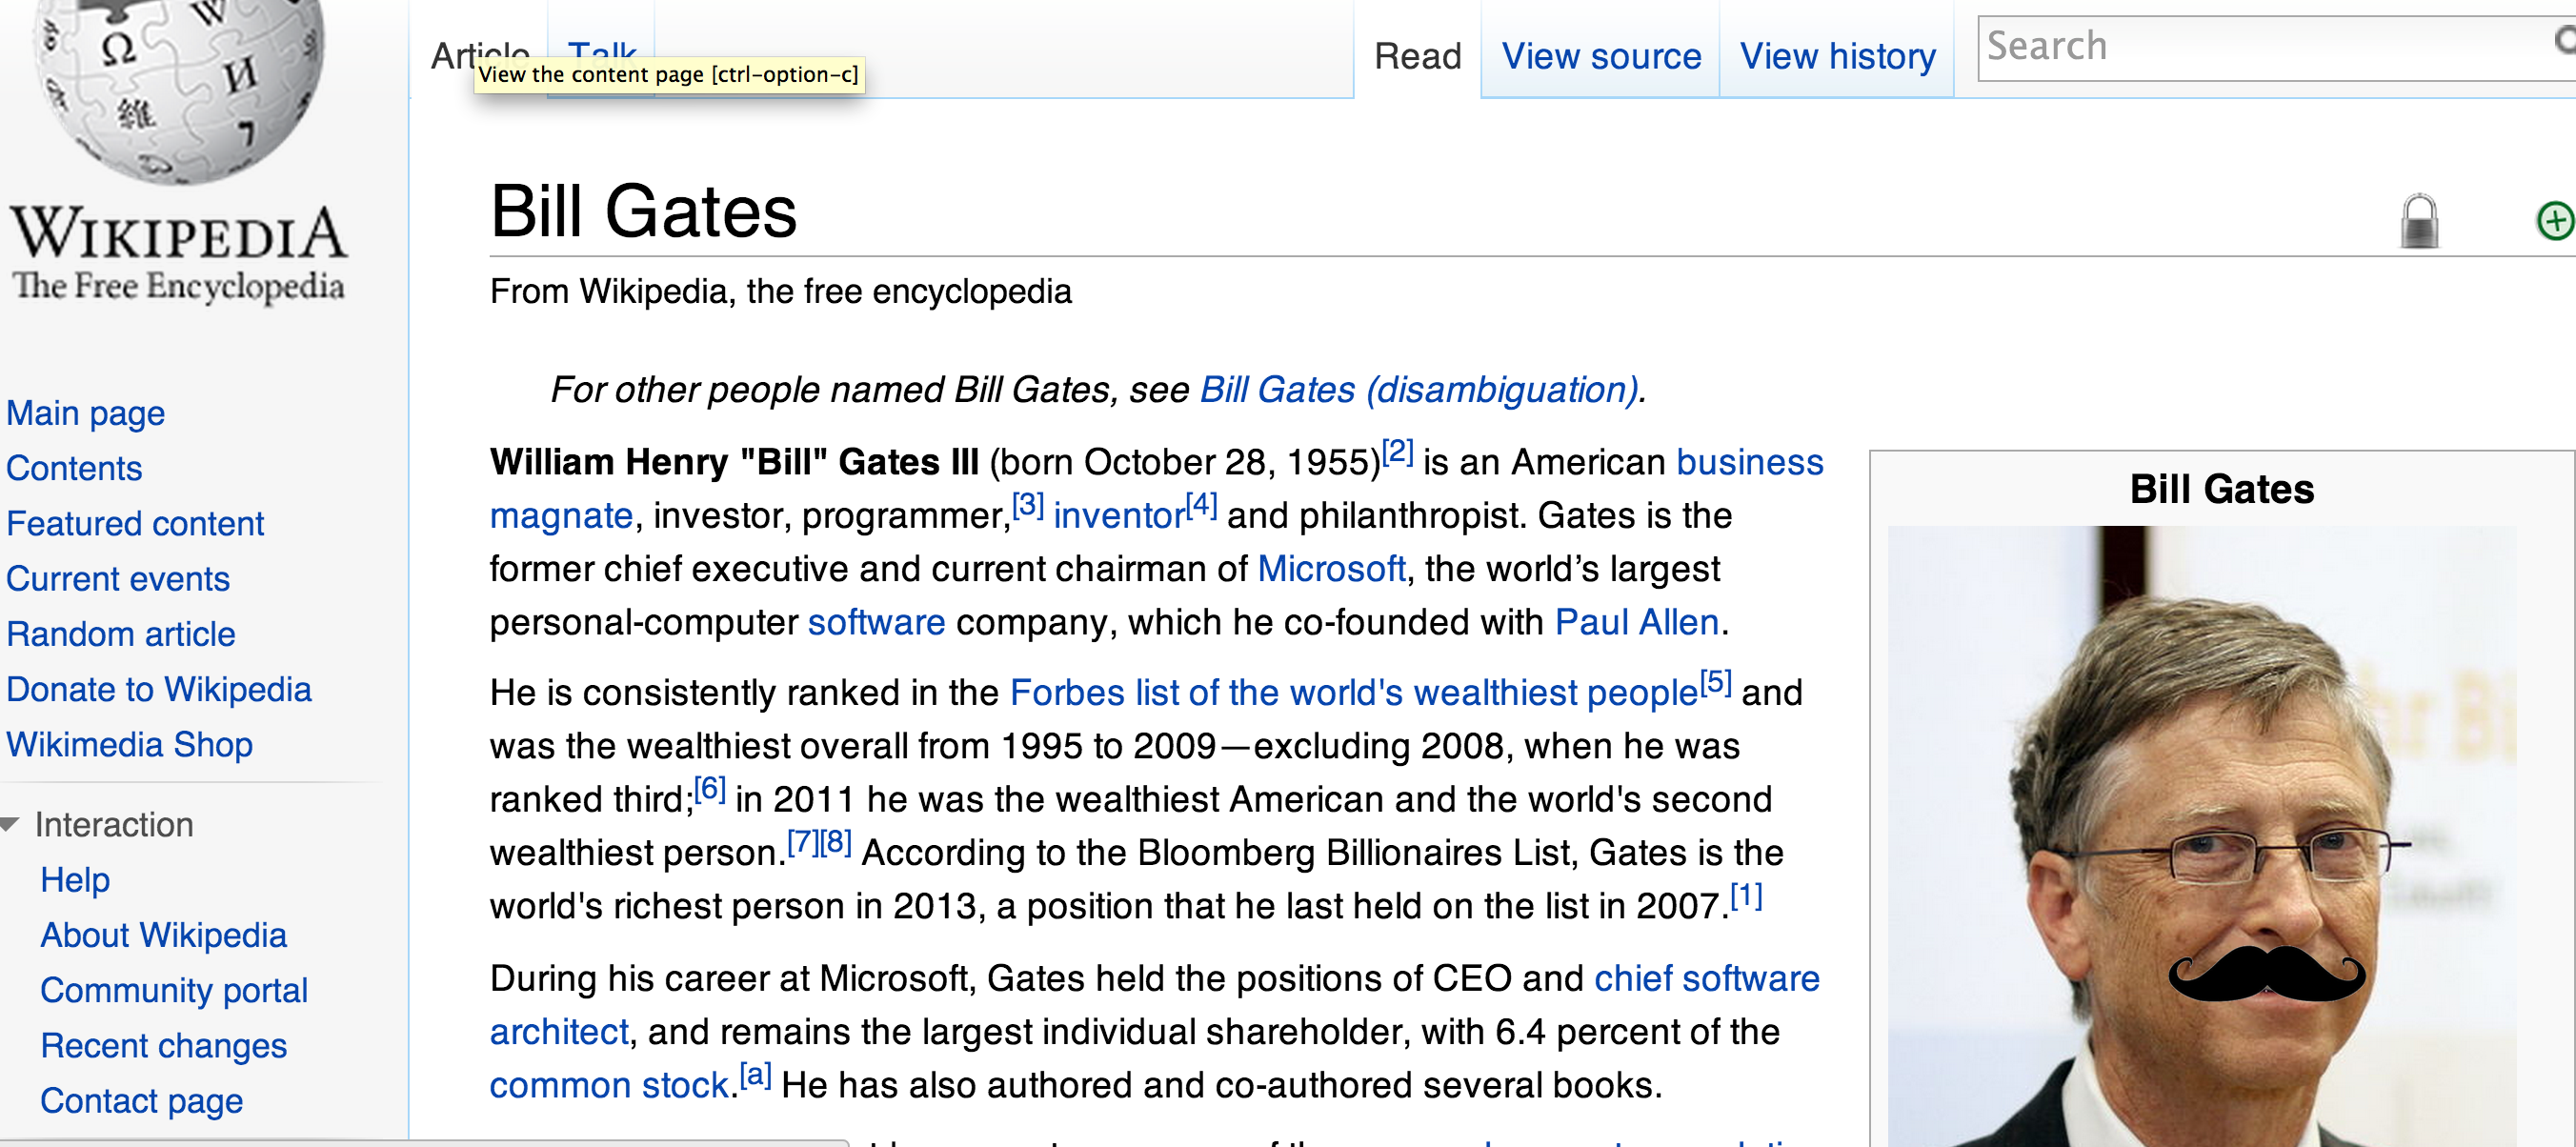 Article
Talk
View the content page [ctrl-option-c]
Read
View source
View history
Search
WIKIPEDIA
The Free Encyclopedia
Main page
Contents
Featured content
Current events
Random article
Donate to Wikipedia
Wikimedia Shop
Interaction
Help
About Wikipedia
Community portal
Recent changes
Contact page
Bill Gates
From Wikipedia, the free encyclopedia
For other people named Bill Gates, see Bill Gates (disambiguation).
William Henry "Bill" Gates III (born October 28, 1955)[2] is an American business
magnate, investor, programmer,[3] inventor[4] and philanthropist. Gates is the
former chief executive and current chairman of Microsoft, the world’s largest
personal-computer software company, which he co-founded with Paul Allen.
He is consistently ranked in the Forbes list of the world's wealthiest people[5] and
was the wealthiest overall from 1995 to 2009—excluding 2008, when he was
ranked third;[6] in 2011 he was the wealthiest American and the world's second
wealthiest person.[7][8] According to the Bloomberg Billionaires List, Gates is the
world's richest person in 2013, a position that he last held on the list in 2007.[1]
During his career at Microsoft, Gates held the positions of CEO and chief software
architect, and remains the largest individual shareholder, with 6.4 percent of the
common stock.[a] He has also authored and co-authored several books.
Bill Gates